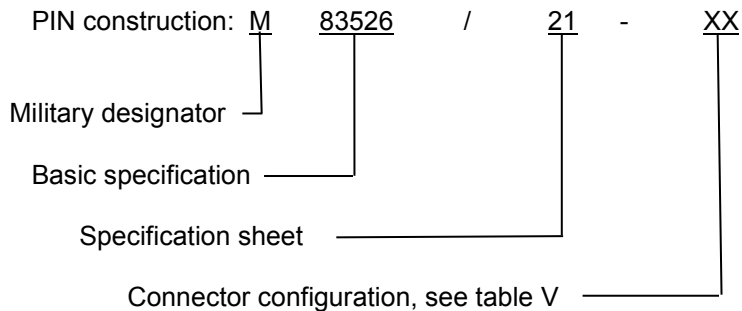 PIN construction: M 83526 / 21 - XX
Military designator
Basic specification
Specification sheet
Connector configuration, see table V